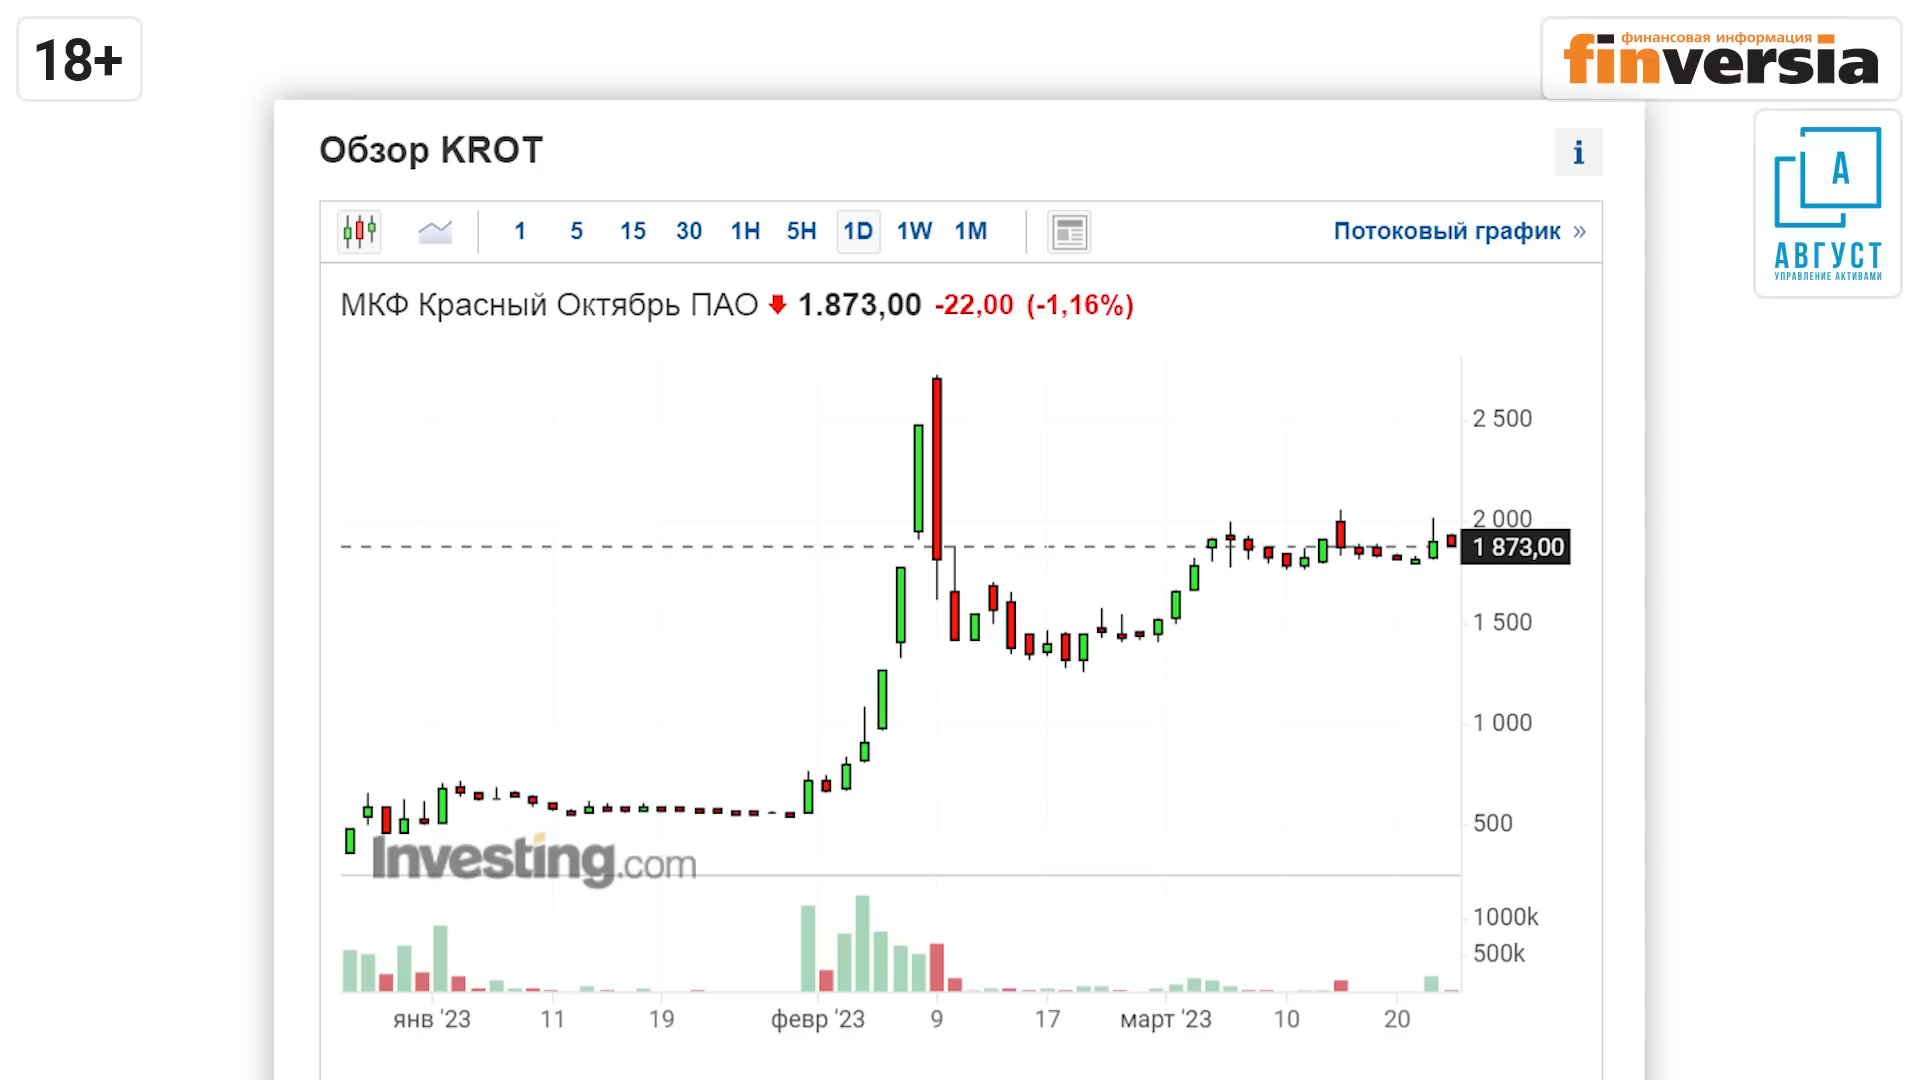 18+
финансовая информация
finversia
А
АВГУСТ
УПРАВЛЕНИЕ АКТИВАМИ
Обзор KROT
i
1 5 15 30 1H 5H 1D 1W 1M
Потоковый график »
МКФ Красный Октябрь ПАО 1.873,00 -22,00 (-1,16%)
2 500
2 000
1 873,00
1 500
1 000
500
Investing.com
1000k
500k
янв '23 11 19 февр '23 9 17 март '23 10 20